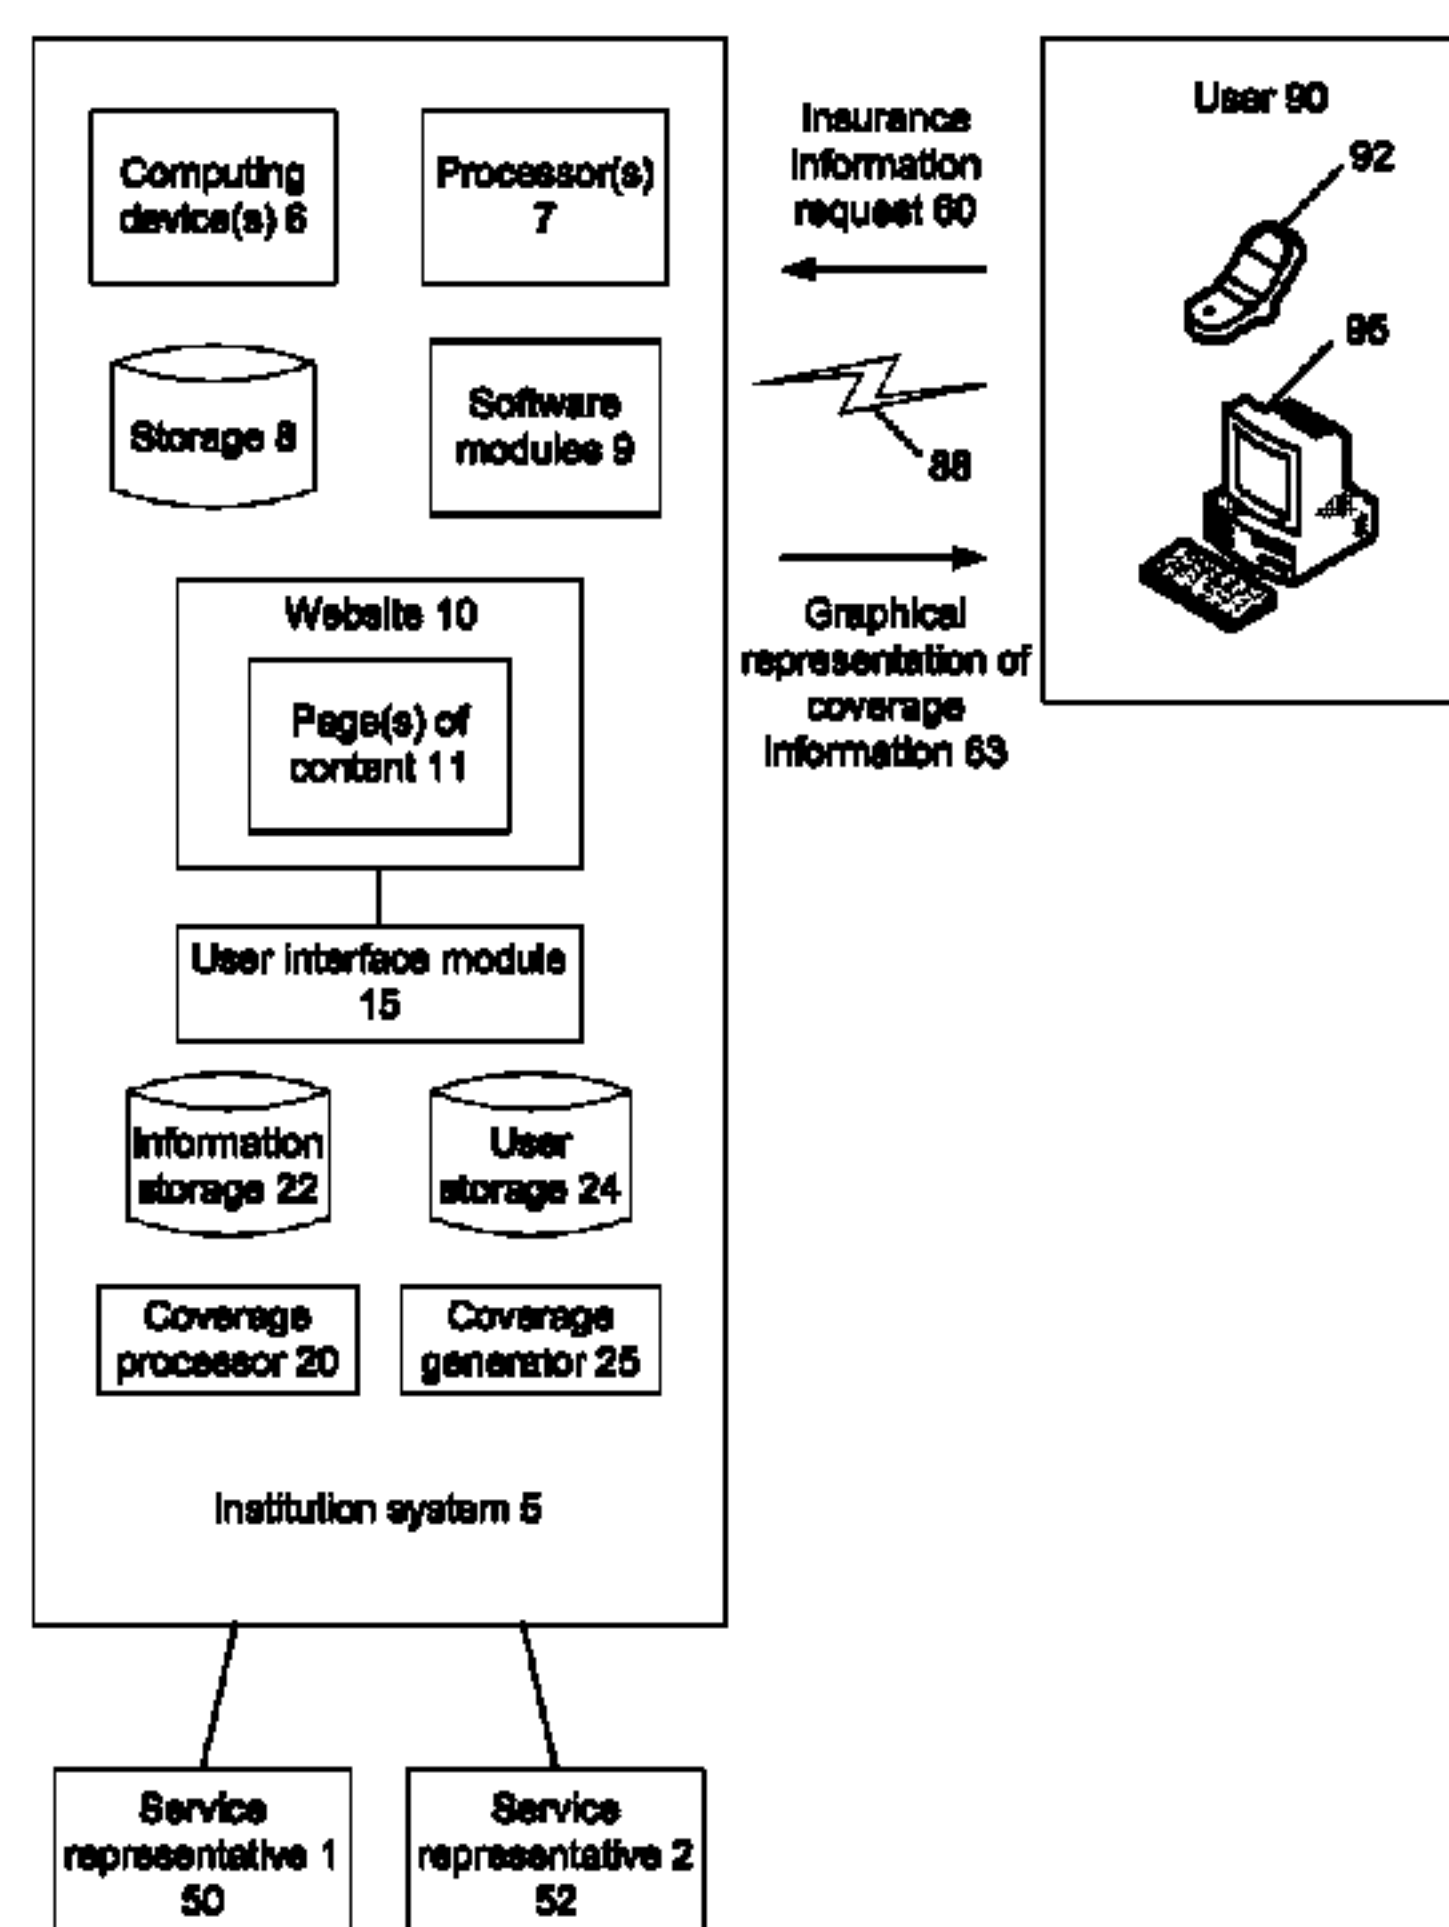 Computing
device(s) 6
Processor(s)
7
Storage 8
Software
modules 9
Website 10
Page(s) of
content 11
User interface module
15
Information
storage 22
User
storage 24
Coverage
processor 20
Coverage
generator 25
Institution system 5
Service
representative 1
50
Service
representative 2
52
Insurance
information
request 60
88
Graphical
representation of
coverage
information 63
User 90
92
95